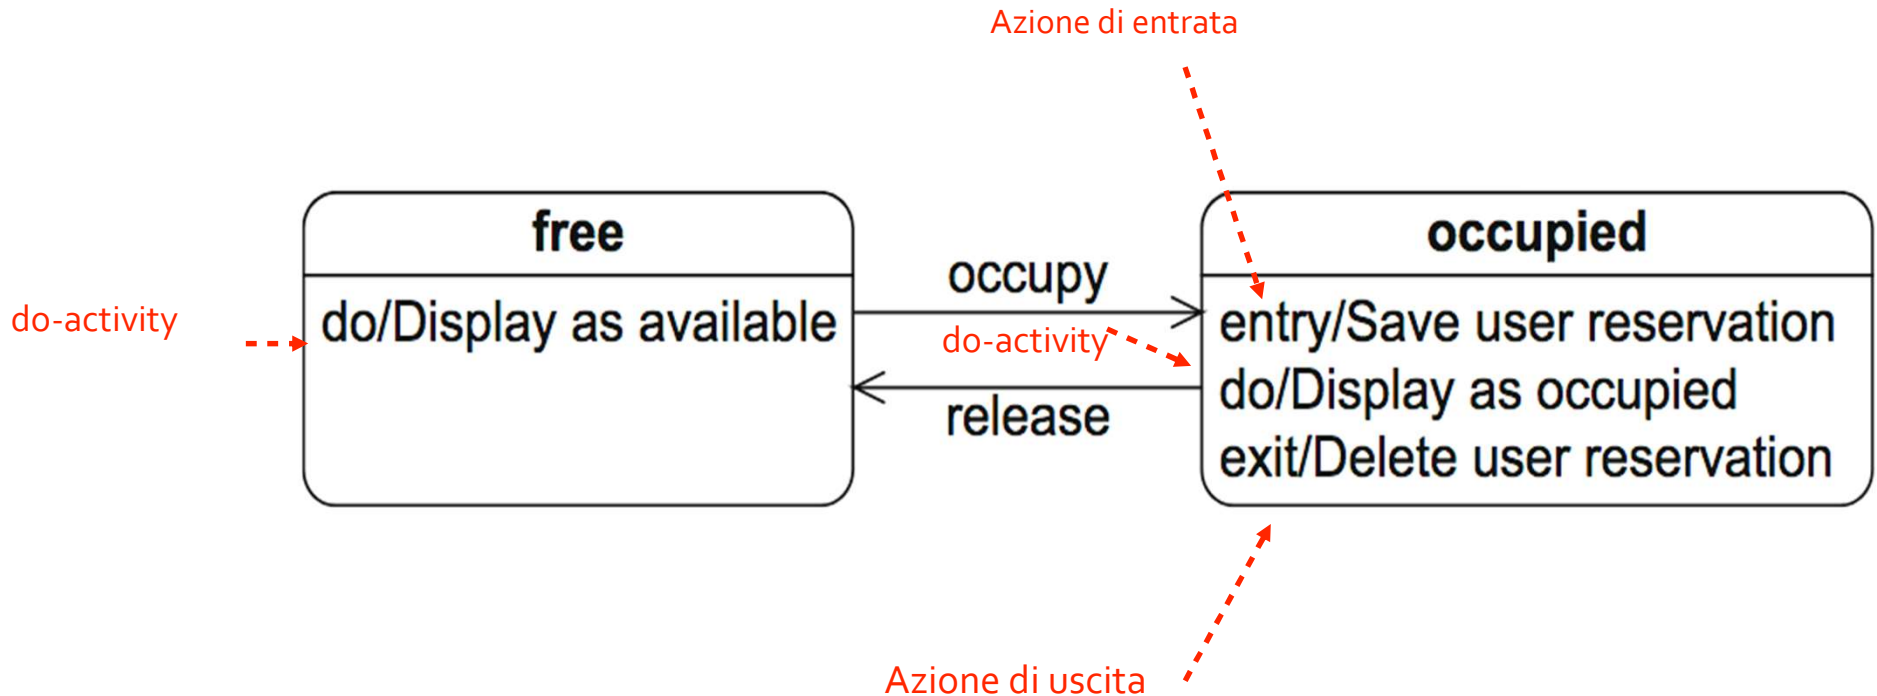 Azione di entrata
free
do/Display as available
do-activity
occupy
do-activity
release
occupied
entry/Save user reservation
do/Display as occupied
exit/Delete user reservation
Azione di uscita